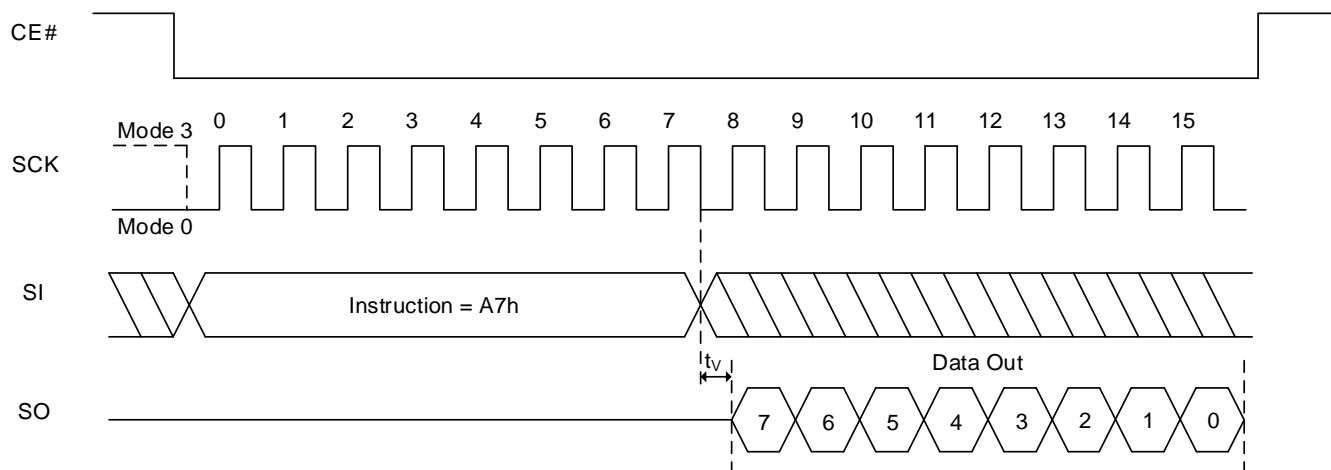 CE#
0 1 2 3 4 5 6 7 8 9 10 11 12 13 14 15
Mode 3
SCK
Mode 0
SI
Instruction = A7h
tV
Data Out
SO
7 6 5 4 3 2 1 0